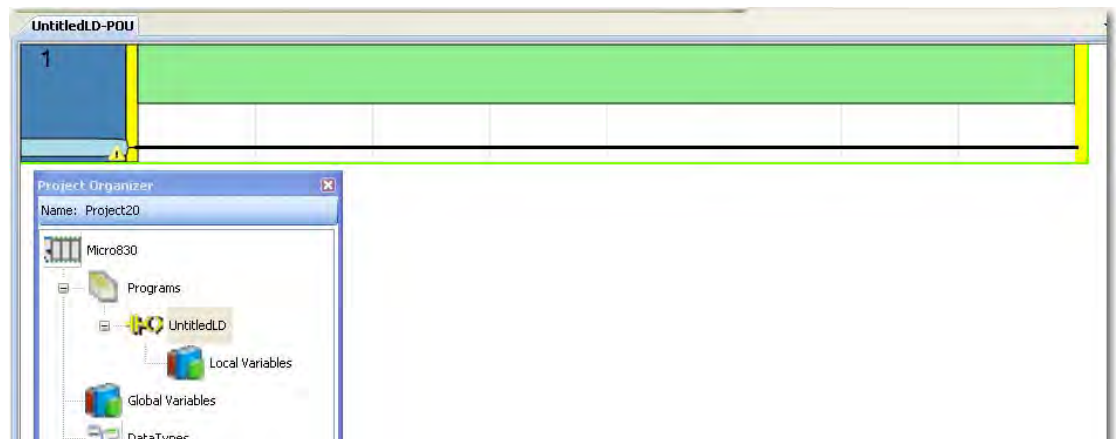 UntitledLD-POU
1
Project Organizer
Name: Project20
Micro830
Programs
UntitledLD
Local Variables
Global Variables
DataTypes